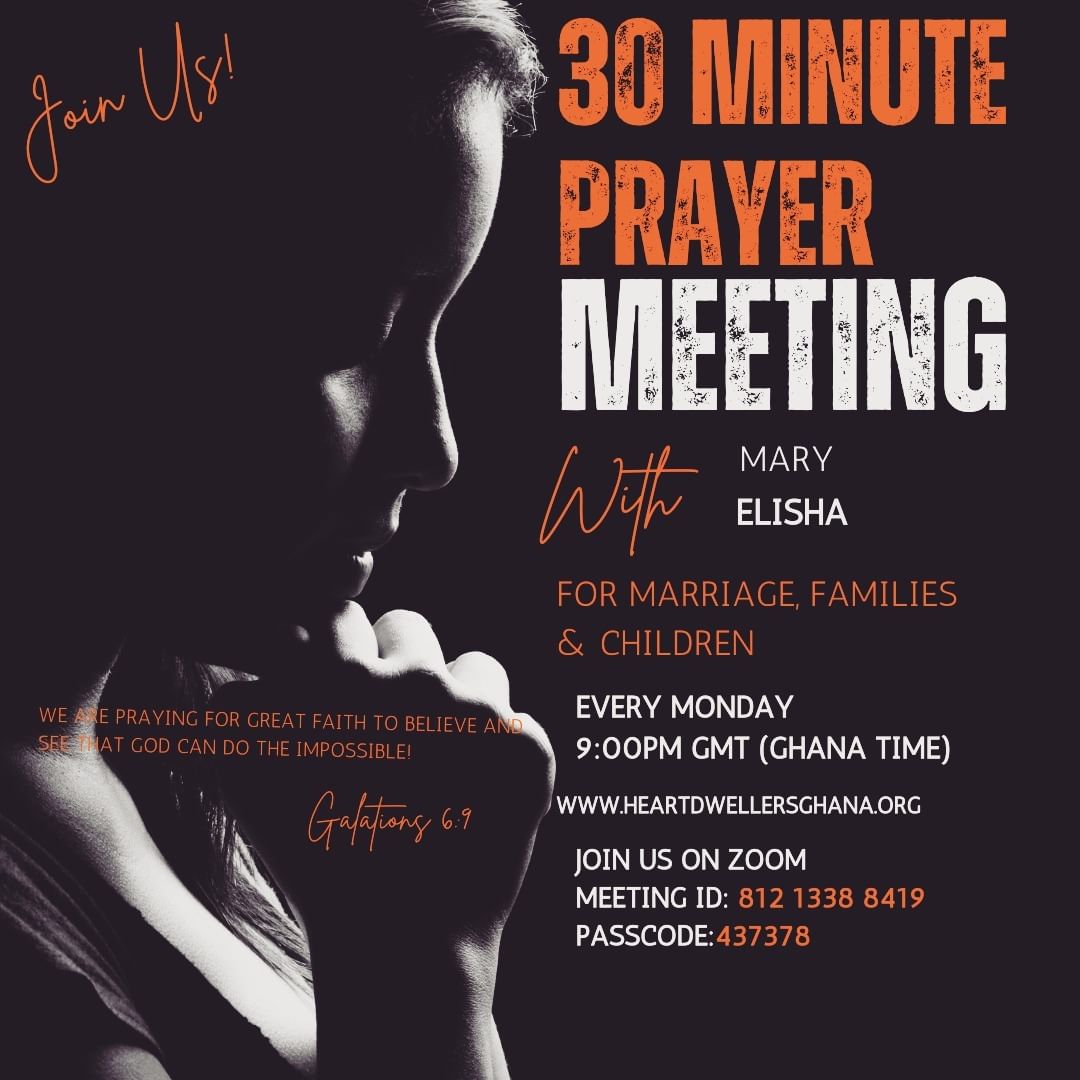 Join Us!
30 MINUTE
PRAYER
MEETING
With
MARY
ELISHA
FOR MARRIAGE, FAMILIES
& CHILDREN
WE ARE PRAYING FOR GREAT FAITH TO BELIEVE AND
SEE THAT GOD CAN DO THE IMPOSSIBLE!
Galations 6:9
EVERY MONDAY
9:00PM GMT (GHANA TIME)
WWW.HEARTDWELLERSGHANA.ORG
JOIN US ON ZOOM
MEETING ID: 812 1338 8419
PASSCODE:437378